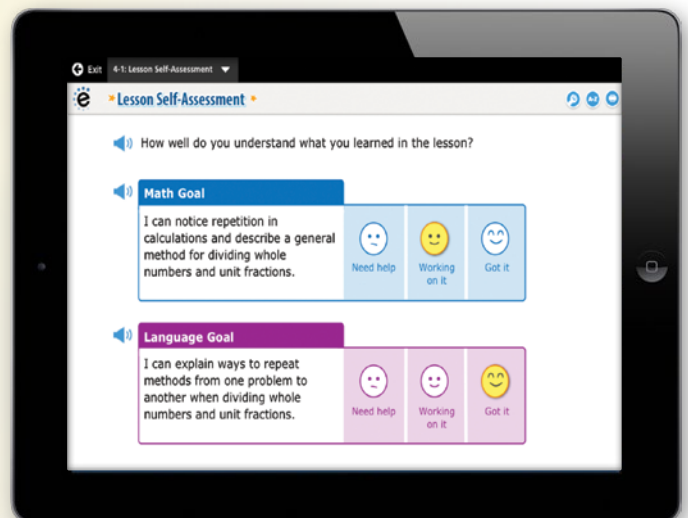 Exit 4-1: Lesson Self-Assessment
ë Lesson Self-Assessment
A-Z
How well do you understand what you learned in the lesson?
Math Goal
I can notice repetition in
calculations and describe a general
method for dividing whole
numbers and unit fractions.
Need help
Working
on it
Got it
Language Goal
I can explain ways to repeat
methods from one problem to
another when dividing whole
numbers and unit fractions.
Need help
Working
on it
Got it